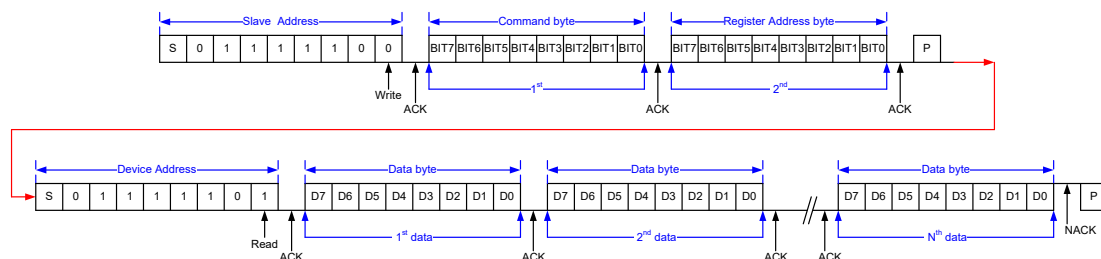 Slave Address Command byte Register Address byte
S 0 1 1 1 1 1 0 0 BIT7 BIT6 BIT5 BIT4 BIT3 BIT2 BIT1 BIT0 BIT7 BIT6 BIT5 BIT4 BIT3 BIT2 BIT1 BIT0 P
Write ACK 1st ACK 2nd ACK
Device Address Data byte Data byte Data byte
S 0 1 1 1 1 1 0 1 D7 D6 D5 D4 D3 D2 D1 D0 D7 D6 D5 D4 D3 D2 D1 D0 D7 D6 D5 D4 D3 D2 D1 D0 P
Read ACK 1st data ACK 2nd data ACK ACK Nth data NACK